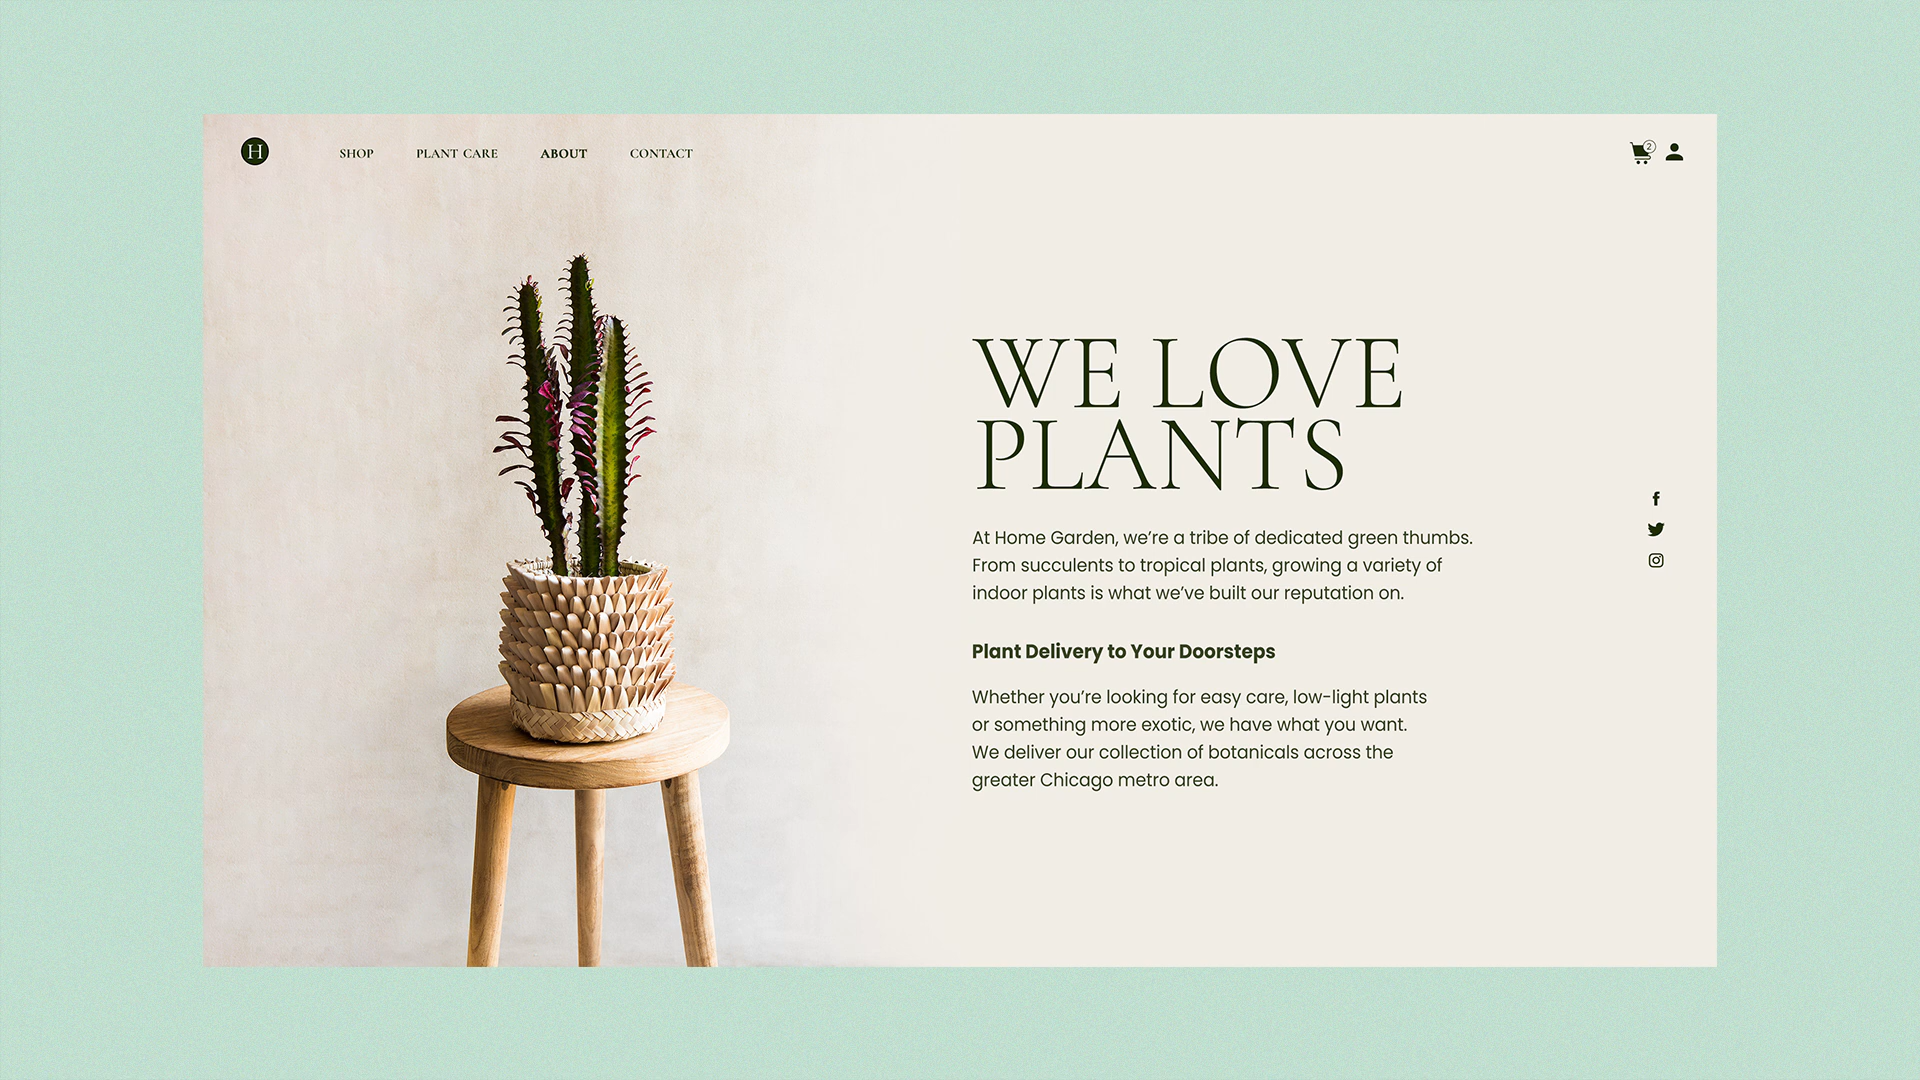 H
SHOP
PLANT CARE
ABOUT
CONTACT
2
WE LOVE
PLANTS
At Home Garden, we’re a tribe of dedicated green thumbs.
From succulents to tropical plants, growing a variety of
indoor plants is what we’ve built our reputation on.
Plant Delivery to Your Doorsteps
Whether you’re looking for easy care, low-light plants
or something more exotic, we have what you want.
We deliver our collection of botanicals across the
greater Chicago metro area.